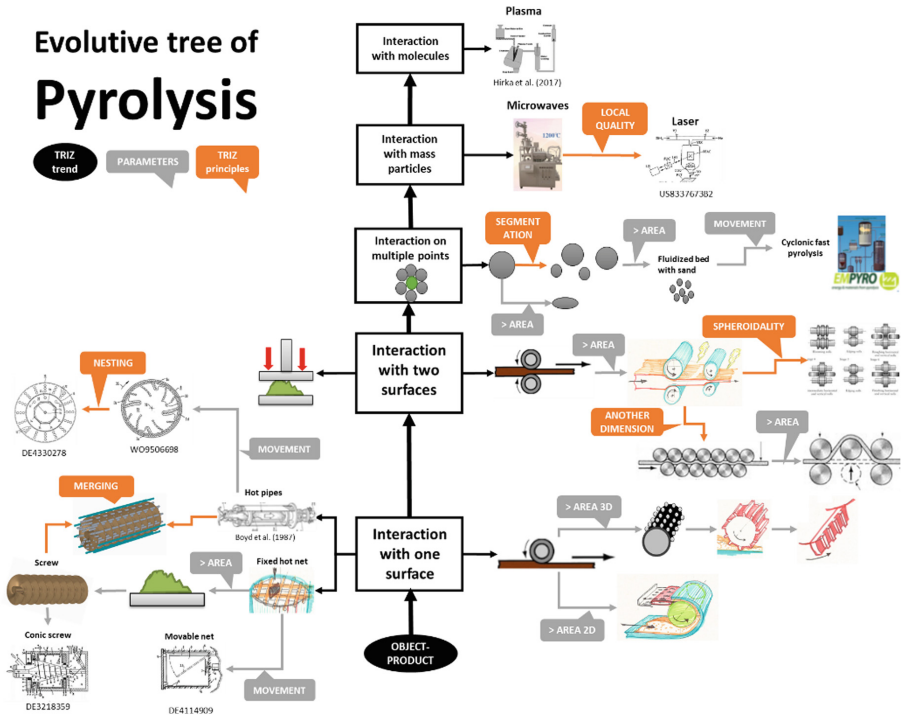 Evolutive tree of
Pyrolysis
TRIZ
trend
PARAMETERS
TRIZ
principles
Interaction
with molecules
Plasma
Hirka et al. (2017)
Interaction
with mass
particles
Microwaves
1200°C
LOCAL
QUALITY
Laser
US8337673B2
Interaction on
multiple points
SEGMENT
ATION
> AREA
> AREA
Fluidized bed
with sand
MOVEMENT
Cyclonic fast
pyrolysis
EMPYRO
Interaction
with two
surfaces
> AREA
SPHEROIDALITY
ANOTHER
DIMENSION
> AREA
NESTING
DE4330278
WO9506698
MOVEMENT
MERGING
Hot pipes
Boyd et al. (1987)
Interaction
with one
surface
> AREA 3D
> AREA 2D
Screw
> AREA
Fixed hot net
Conic screw
DE3218359
Movable net
DE4114909
MOVEMENT
OBJECT-
PRODUCT